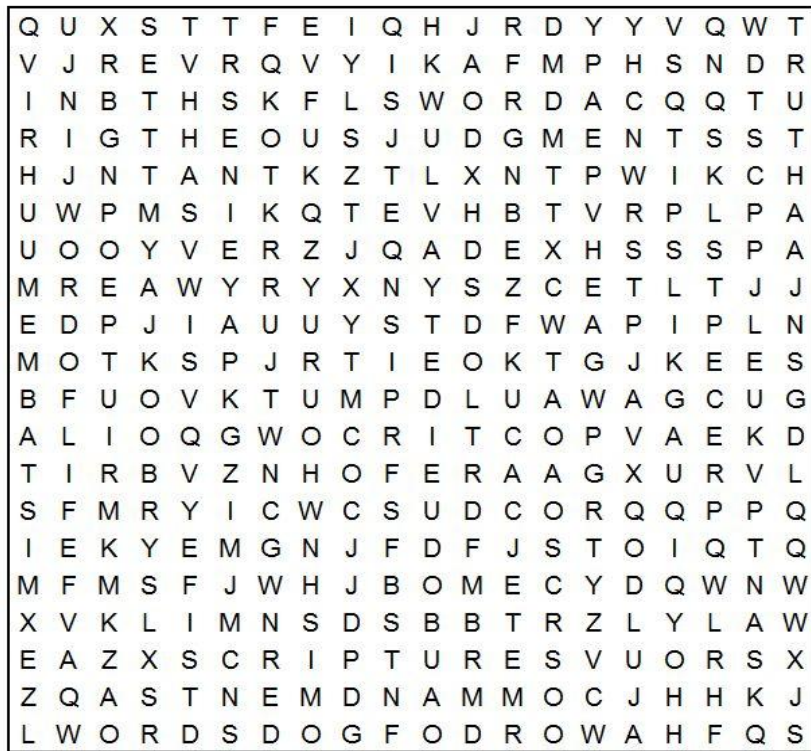 Q U X S T T F E I Q H J R D Y Y V Q W T
V J R E V R Q V Y I K A F M P H S N D R
I N B T H S K F L S W O R D A C Q Q T U
R I G T H E O U S J U D G M E N T S S T
H J N T A N T K Z T L X N T P W I K C H
U W P M S I K Q T E V H B T V R P L P A
U O O Y V E R Z J Q A D E X H S S S P A
M R E A W Y R Y X N Y S Z C E T L T J J
E D P J I A U U Y S T D F W A P I P L N
M O T K S P J R T I E O K T G J K E E S
B F U O V K T U M P D L U A W A G C U G
A L I O Q G W O C R I T C O P V A E K D
T I R B V Z N H O F E R A A G X U R V L
S F M R Y I C W C S U D C O R Q Q P P Q
I E K Y E M G N J F D F J S T O I Q T Q
M F M S F J W H J B O M E C Y D Q W N W
X V K L I M N S D S B B T R Z L Y L A W
E A Z X S C R I P T U R E S V U O R S X
Z Q A S T N E M D N A M M O C J H H K J
L W O R D S D O G F O D R O W A H F Q S